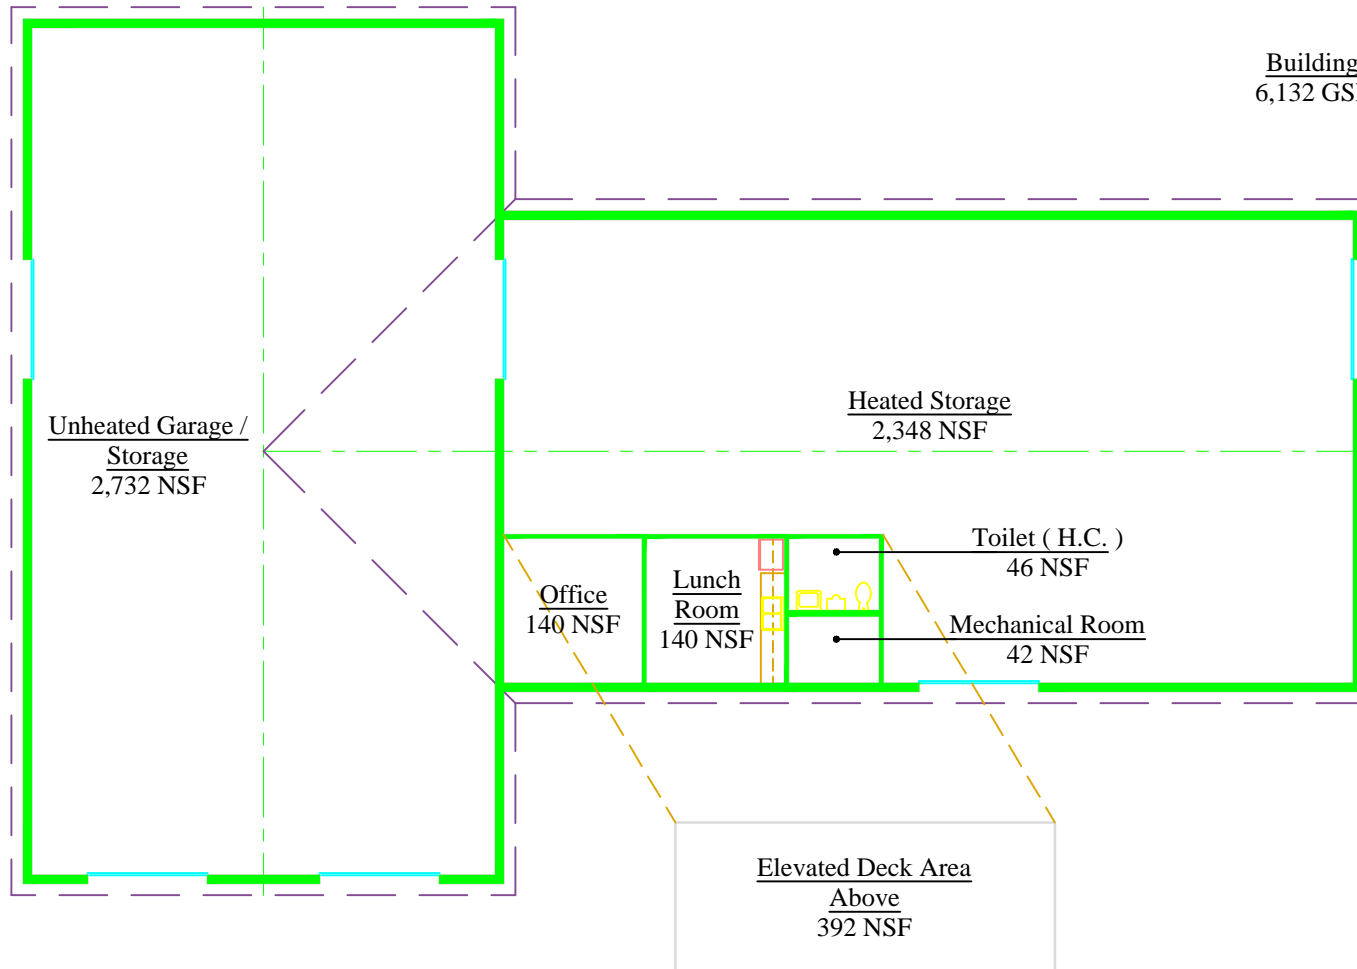 Building
6,132 GS
Unheated Garage /
Storage
2,732 NSF
Heated Storage
2,348 NSF
Office
140 NSF
Lunch
Room
140 NSF
Toilet ( H.C. )
46 NSF
Mechanical Room
42 NSF
Elevated Deck Area
Above
392 NSF